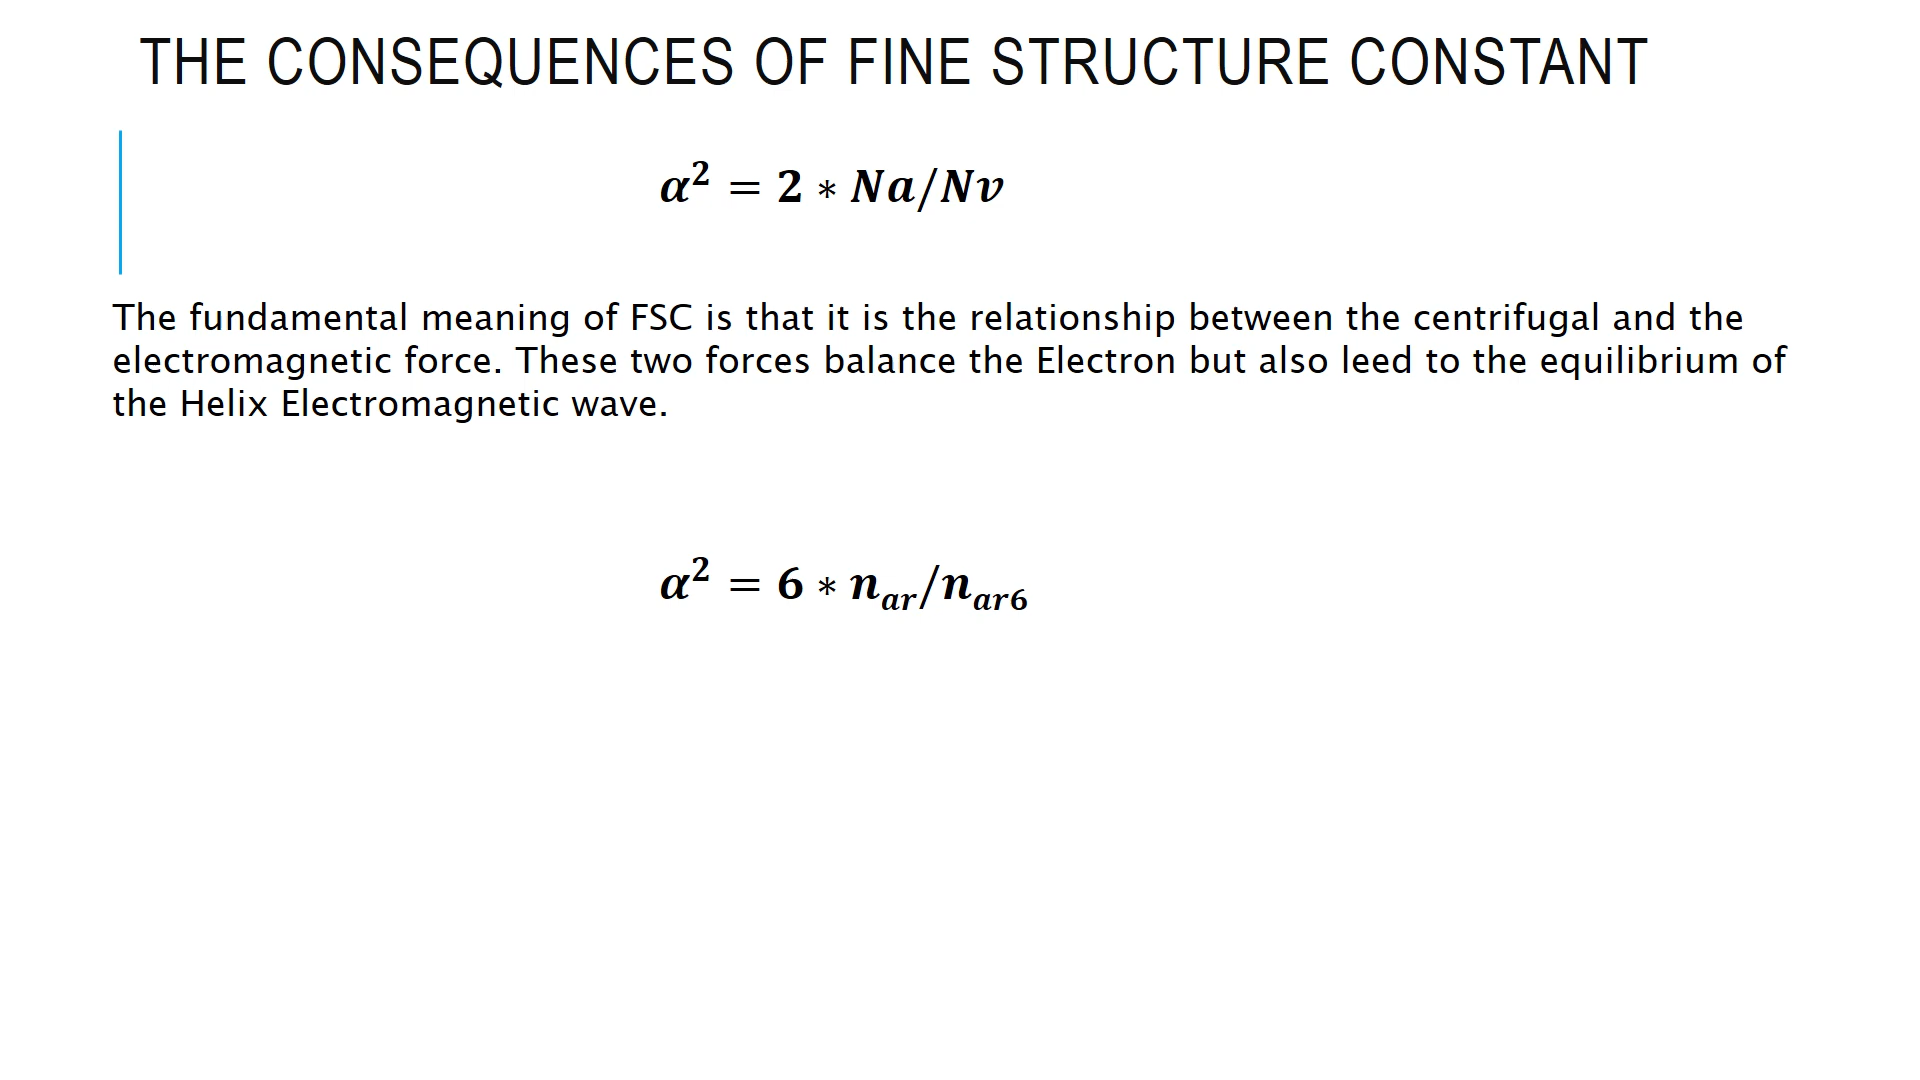 THE CONSEQUENCES OF FINE STRUCTURE CONSTANT
α² = 2 * Na/Nv
The fundamental meaning of FSC is that it is the relationship between the centrifugal and the
electromagnetic force. These two forces balance the Electron but also leed to the equilibrium of
the Helix Electromagnetic wave.
α² = 6 * n_ar/n_ar6